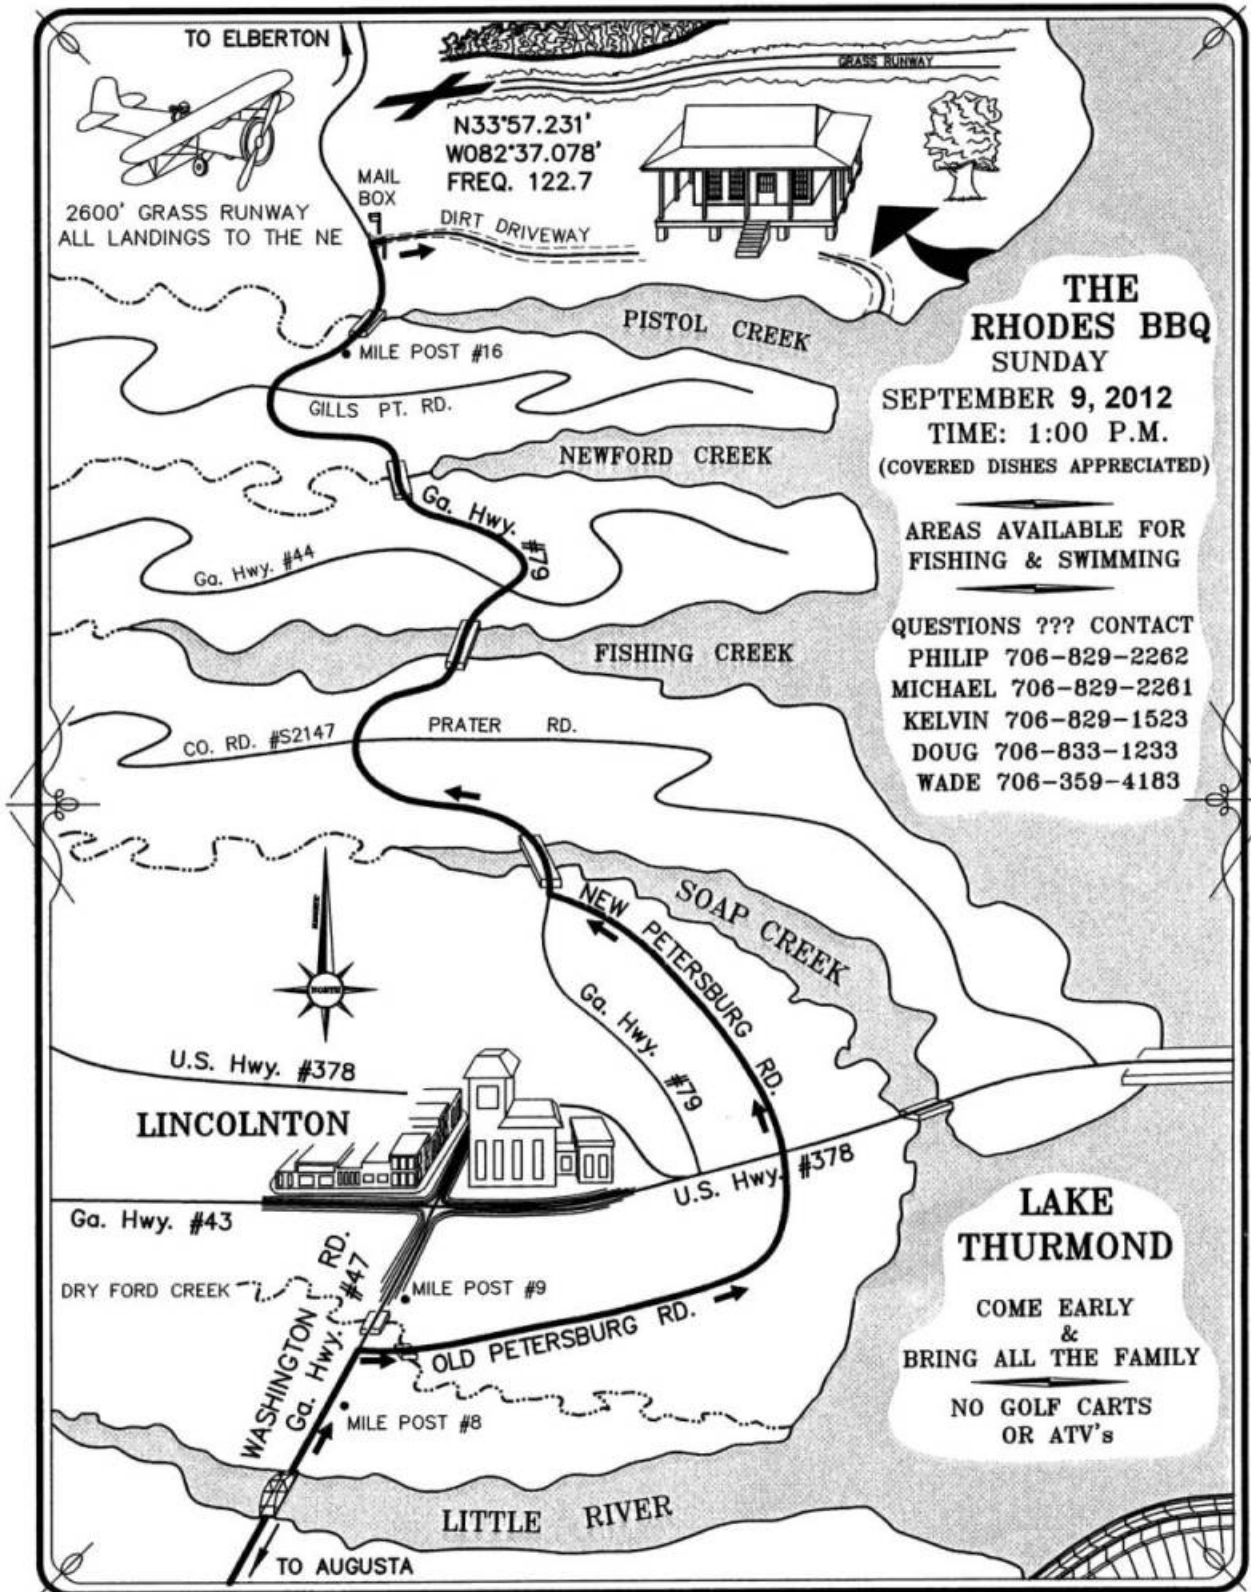 TO ELBERTON
GRASS RUNWAY
N33°57.231'
W082°37.078'
FREQ. 122.7
2600' GRASS RUNWAY
ALL LANDINGS TO THE NE
MAIL
BOX
DIRT DRIVEWAY
THE
RHODES BBQ
SUNDAY
SEPTEMBER 9, 2012
TIME: 1:00 P.M.
(COVERED DISHES APPRECIATED)
AREAS AVAILABLE FOR
FISHING & SWIMMING
QUESTIONS ??? CONTACT
PHILIP 706-829-2262
MICHAEL 706-829-2261
KELVIN 706-829-1523
DOUG 706-833-1233
WADE 706-359-4183
PISTOL CREEK
MILE POST #16
GILLS PT. RD.
NEWFORD CREEK
Ga. Hwy. #79
Ga. Hwy. #44
FISHING CREEK
CO. RD. #S2147
PRATER RD.
NEW PETERSBURG RD.
SOAP CREEK
Ga. Hwy. #79
NORTH
U.S. Hwy. #378
LINCOLNTON
U.S. Hwy. #378
Ga. Hwy. #43
WASHINGTON RD.
Ga. Hwy. #47
DRY FORD CREEK
MILE POST #9
OLD PETERSBURG RD.
MILE POST #8
LITTLE RIVER
TO AUGUSTA
LAKE
THURMOND
COME EARLY
&
BRING ALL THE FAMILY
NO GOLF CARTS
OR ATV's